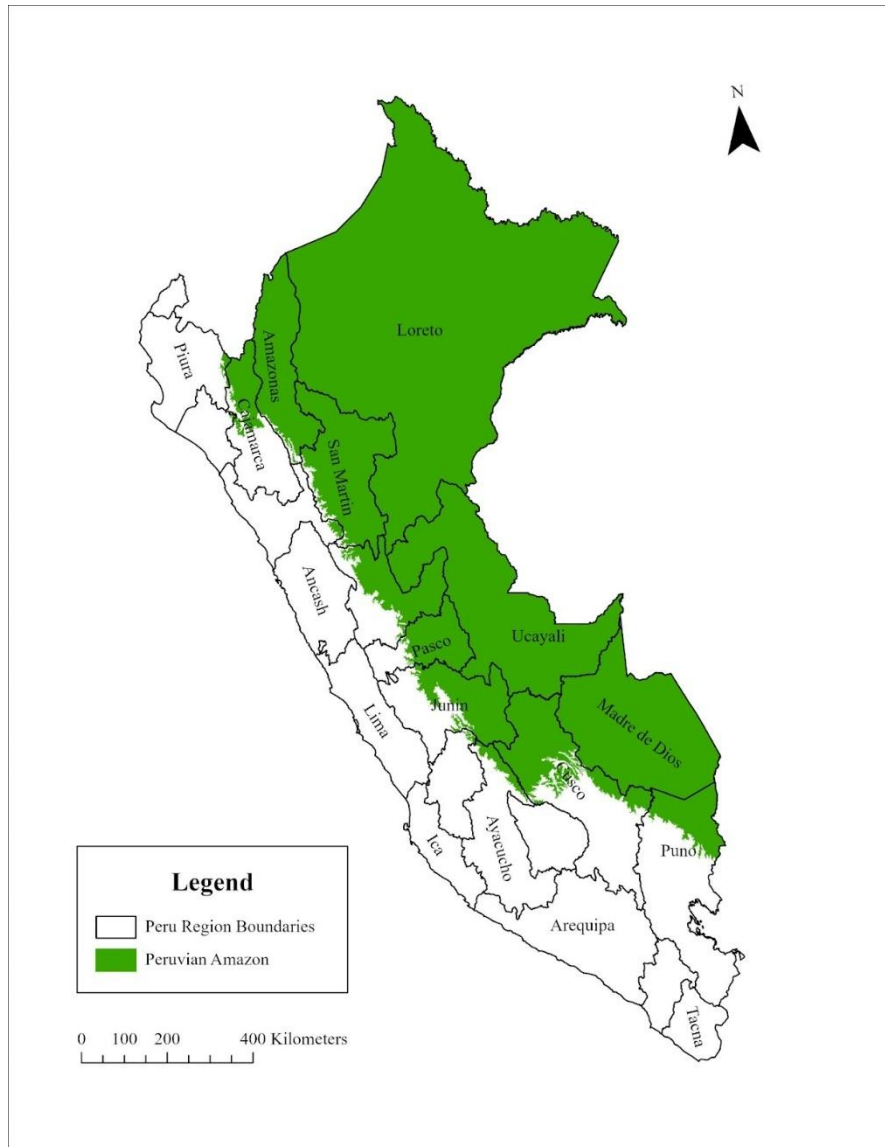 N
Loreto
Piura
Amazonas
Cajamarca
San Martin
Ancash
Ucayali
Pasco
Junin
Lima
Madre de Dios
Cusco
Ica
Ayacucho
Puno
Arequipa
Tacna
Legend
Peru Region Boundaries
Peruvian Amazon
0 100 200 400 Kilometers